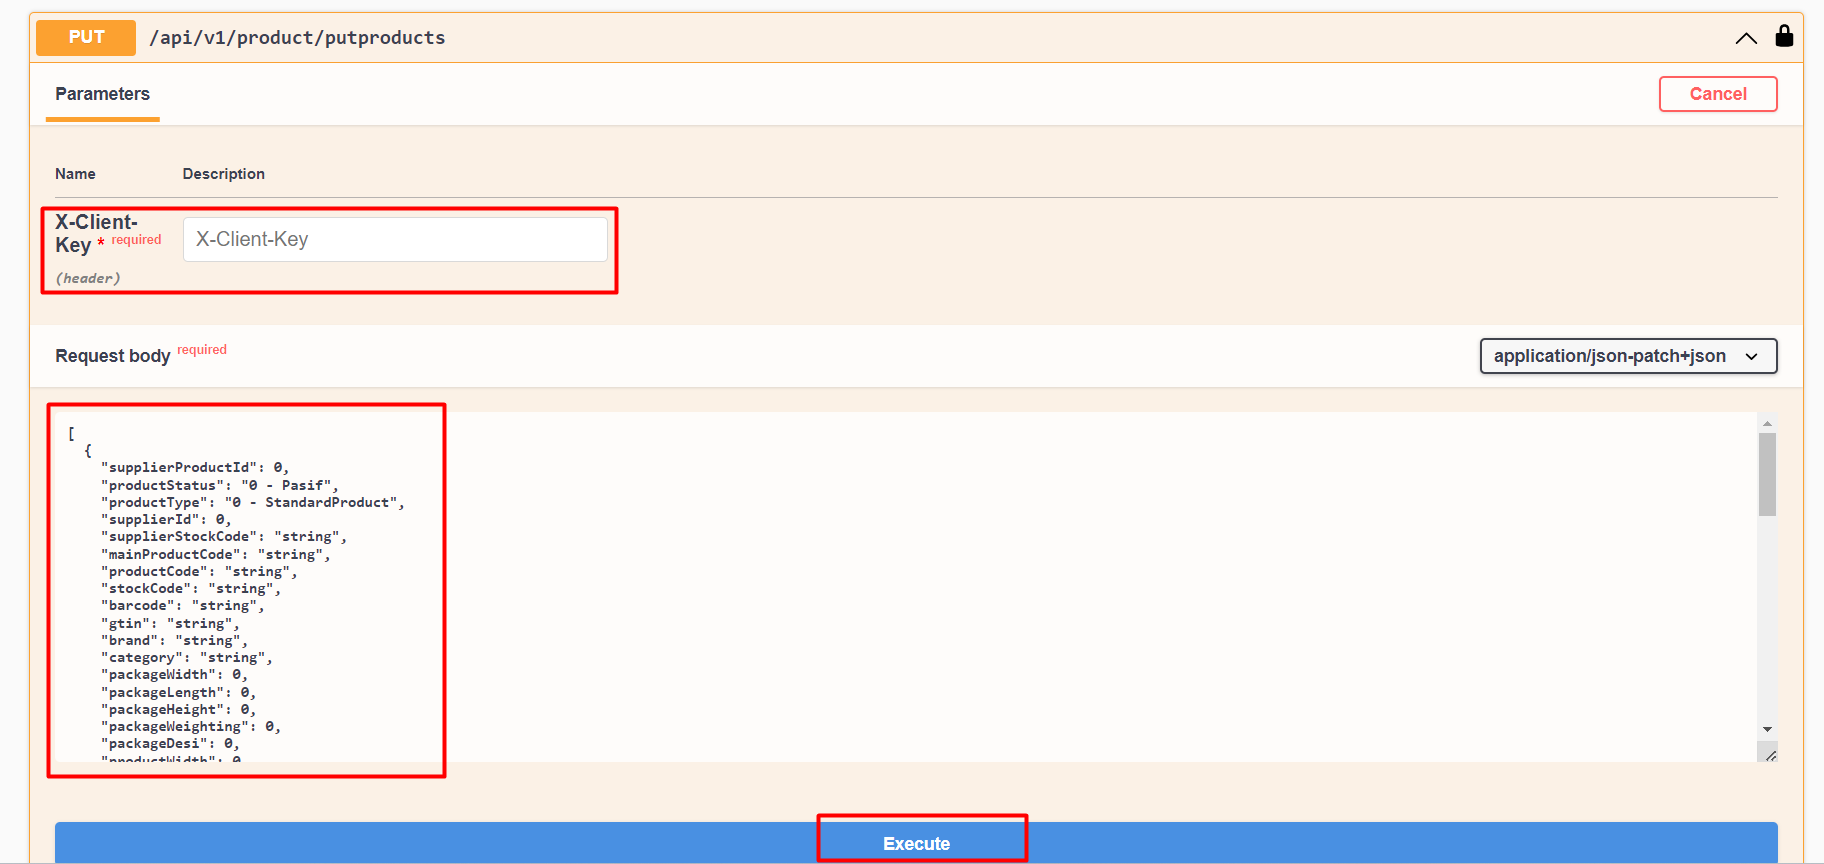 PUT /api/v1/product/putproducts
Parameters
Cancel
Name Description
X-Client-
Key * required
X-Client-Key
(header)
Request body required
application/json-patch+json
[
{
"supplierProductId": 0,
"productStatus": "0 - Pasif",
"productType": "0 - StandardProduct",
"supplierId": 0,
"supplierStockCode": "string",
"mainProductCode": "string",
"productCode": "string",
"stockCode": "string",
"barcode": "string",
"gtin": "string",
"brand": "string",
"category": "string",
"packageWidth": 0,
"packageLength": 0,
"packageHeight": 0,
"packageWeighting": 0,
"packageDesi": 0,
"productWidth": 0
Execute